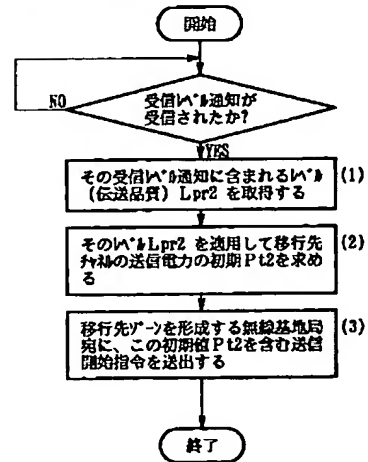 開始
受信ﾚﾍﾞﾙ通知が
受信されたか?
NO
YES
その受信ﾚﾍﾞﾙ通知に含まれるﾚﾍﾞﾙ
(伝送品質) Lpr2 を取得する
(1)
そのﾚﾍﾞﾙLpr2 を適用して移行先
ﾁｬﾈﾙの送信電力の初期Pt2を求め
る
(2)
移行先ｿﾞｰﾝを形成する無線基地局
宛に、この初期値Pt2を含む送信
開始指令を送出する
(3)
終了